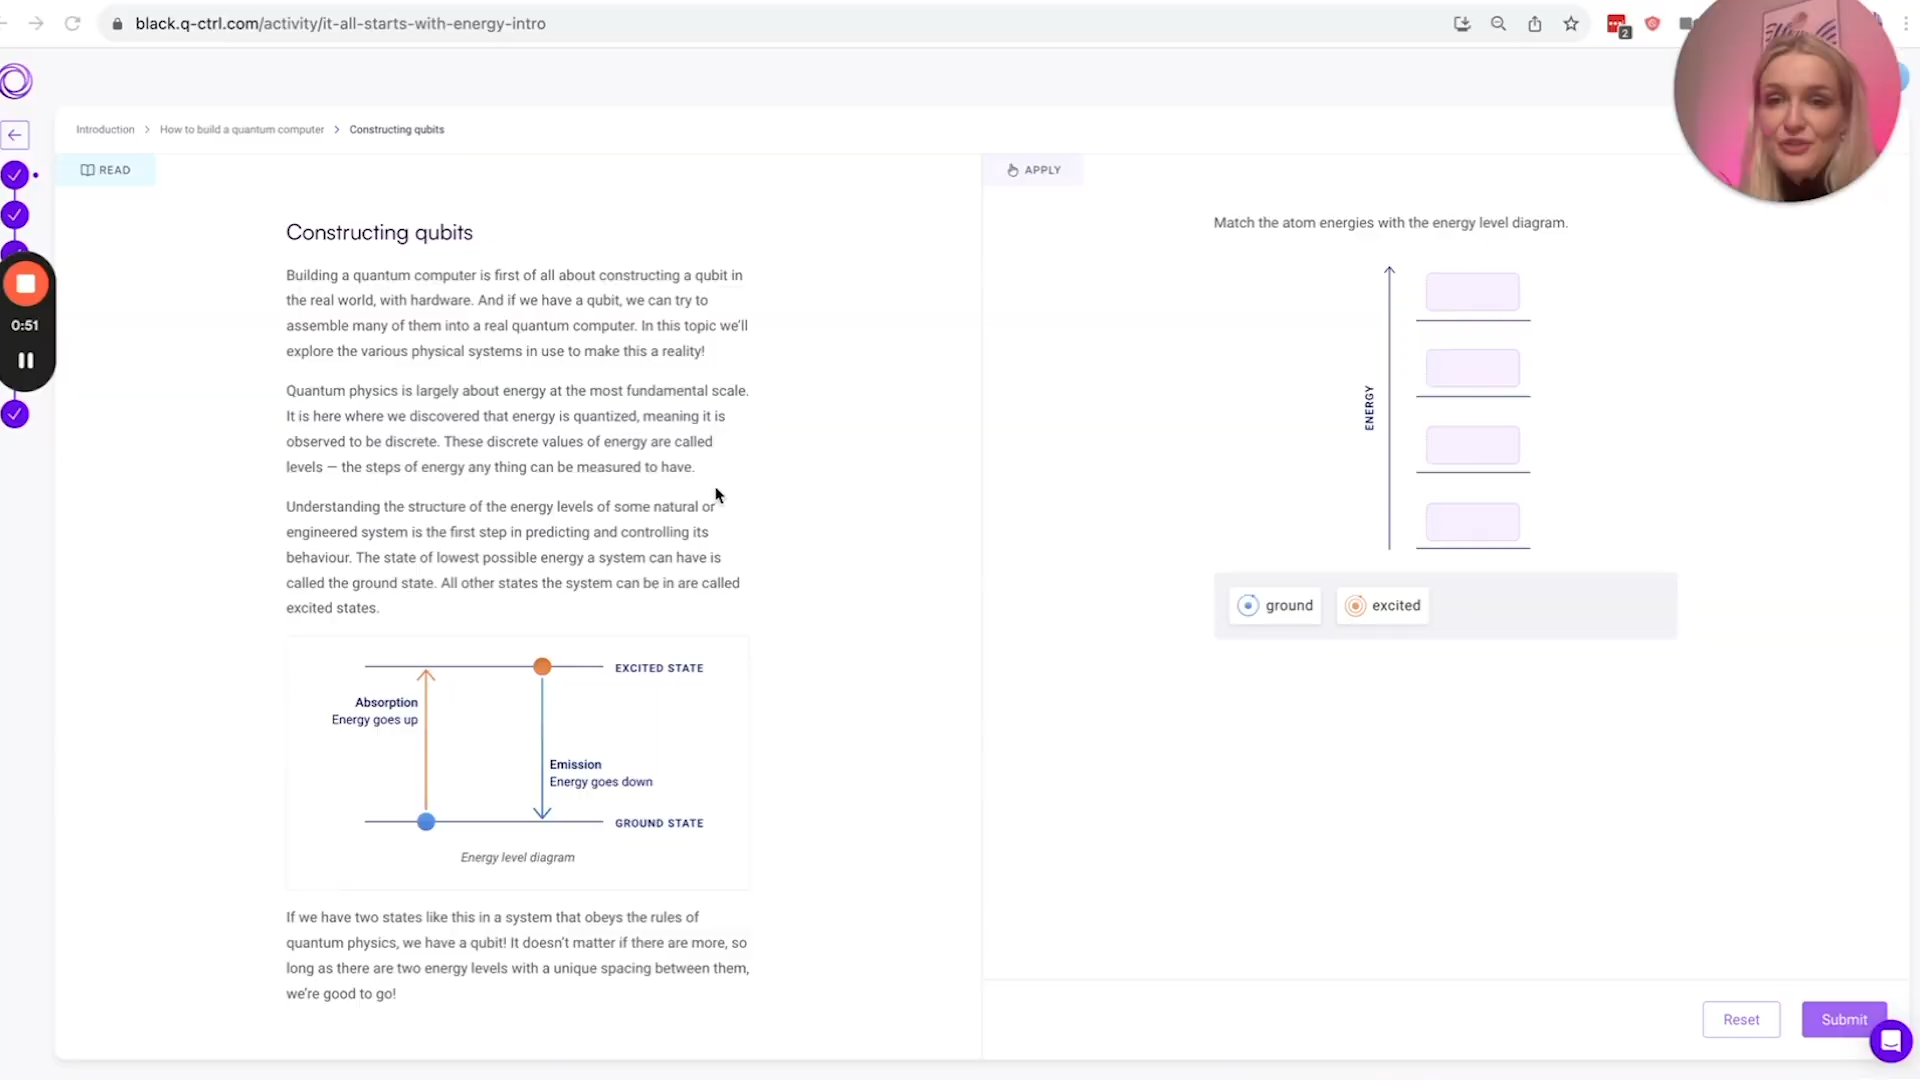 black.q-ctrl.com/activity/it-all-starts-with-energy-intro
2
Introduction > How to build a quantum computer > Constructing qubits
READ
APPLY
0:51
Constructing qubits
Building a quantum computer is first of all about constructing a qubit in
the real world, with hardware. And if we have a qubit, we can try to
assemble many of them into a real quantum computer. In this topic we'll
explore the various physical systems in use to make this a reality!
Quantum physics is largely about energy at the most fundamental scale.
It is here where we discovered that energy is quantized, meaning it is
observed to be discrete. These discrete values of energy are called
levels — the steps of energy any thing can be measured to have.
Understanding the structure of the energy levels of some natural or
engineered system is the first step in predicting and controlling its
behaviour. The state of lowest possible energy a system can have is
called the ground state. All other states the system can be in are called
excited states.
EXCITED STATE
Absorption
Energy goes up
Emission
Energy goes down
GROUND STATE
Energy level diagram
If we have two states like this in a system that obeys the rules of
quantum physics, we have a qubit! It doesn't matter if there are more, so
long as there are two energy levels with a unique spacing between them,
we're good to go!
Match the atom energies with the energy level diagram.
ENERGY
ground
excited
Reset
Submit